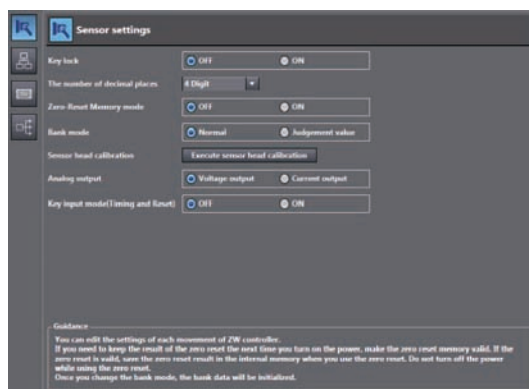 Sensor settings
Key lock OFF ON
The number of decimal places 4 Digit
Zero-Reset Memory mode OFF ON
Bank mode Normal Judgement value
Sensor head calibration Execute sensor head calibration
Analog output Voltage output Current output
Key input mode(Timing and Reset) OFF ON
Guidance
You can edit the settings of each movement of ZW controller.
If you need to keep the result of the zero reset the next time you turn on the power, make the zero reset memory valid. If the
zero reset is vaild, save the zero reset result in the internal memory when you use the zero reset. Do not turn off the power
while using the zero reset.
Once you change the bank mode, the bank data will be initialized.